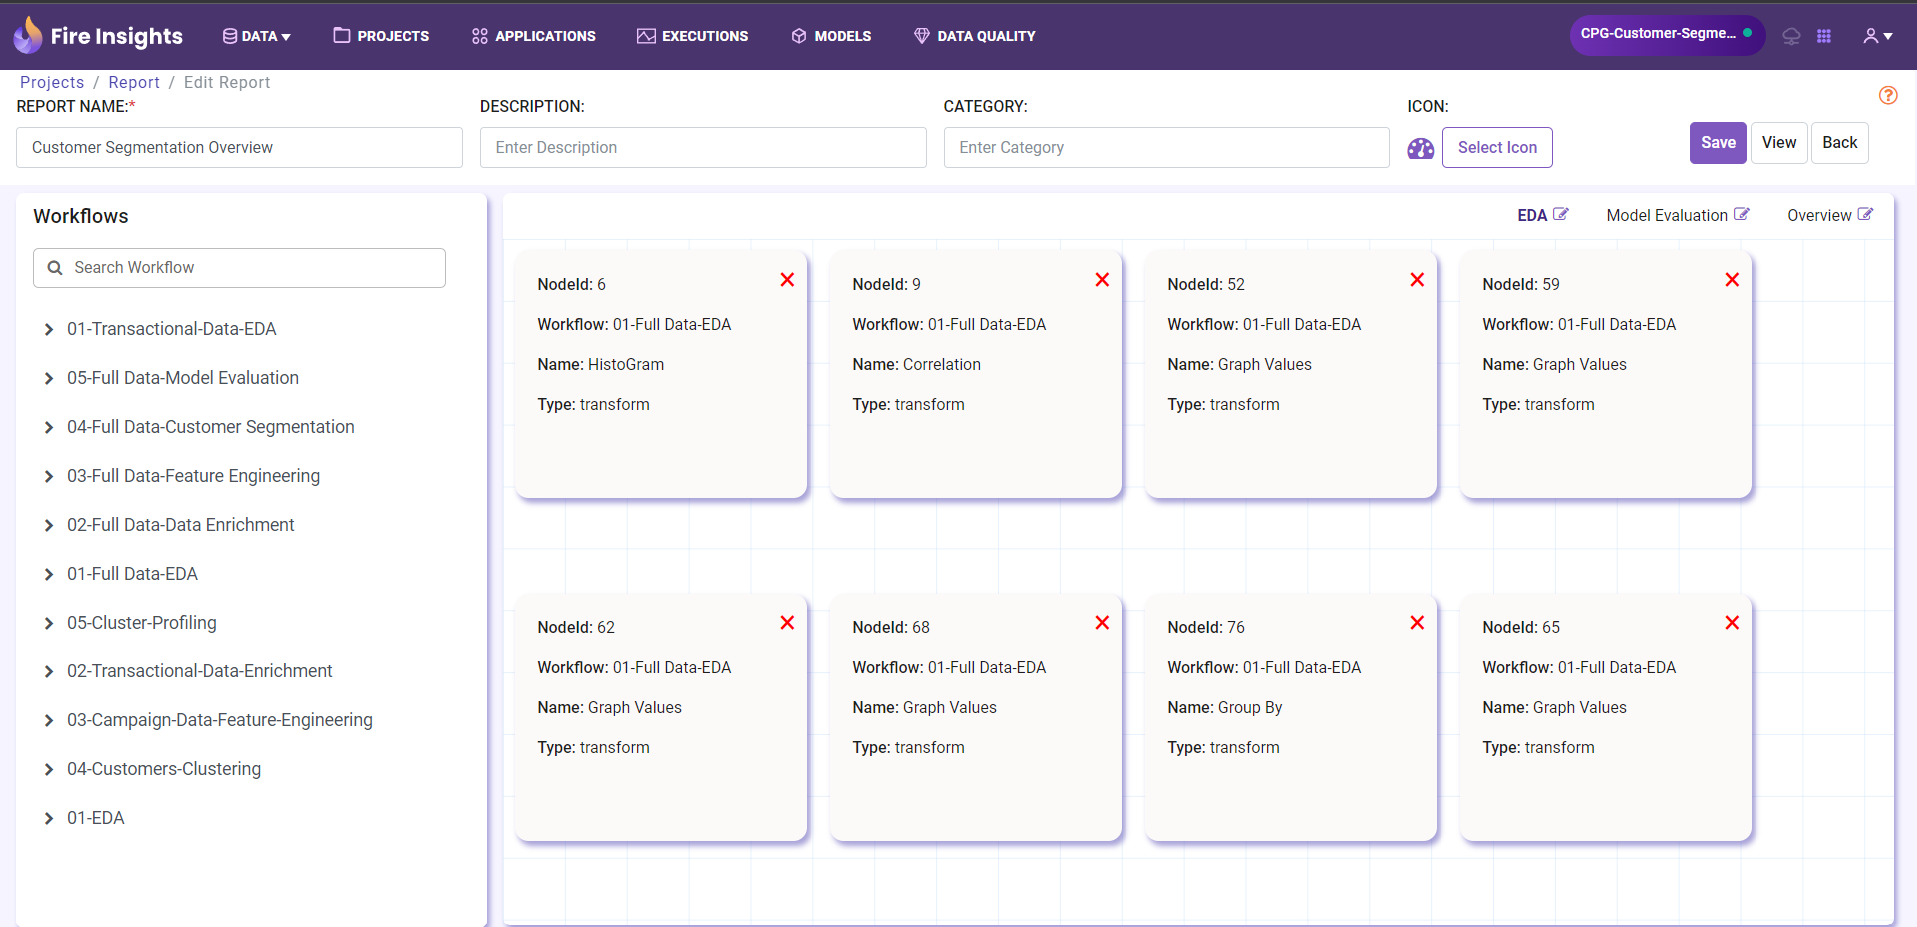 Fire Insights DATA PROJECTS APPLICATIONS EXECUTIONS MODELS DATA QUALITY CPG-Customer-Segme...
Projects / Report / Edit Report
REPORT NAME:* DESCRIPTION: CATEGORY: ICON:
Customer Segmentation Overview Enter Description Enter Category Select Icon Save View Back
Workflows
Search Workflow
01-Transactional-Data-EDA
05-Full Data-Model Evaluation
04-Full Data-Customer Segmentation
03-Full Data-Feature Engineering
02-Full Data-Data Enrichment
01-Full Data-EDA
05-Cluster-Profiling
02-Transactional-Data-Enrichment
03-Campaign-Data-Feature-Engineering
04-Customers-Clustering
01-EDA
EDA Model Evaluation Overview
NodeId: 6
Workflow: 01-Full Data-EDA
Name: HistoGram
Type: transform
NodeId: 9
Workflow: 01-Full Data-EDA
Name: Correlation
Type: transform
NodeId: 52
Workflow: 01-Full Data-EDA
Name: Graph Values
Type: transform
NodeId: 59
Workflow: 01-Full Data-EDA
Name: Graph Values
Type: transform
NodeId: 62
Workflow: 01-Full Data-EDA
Name: Graph Values
Type: transform
NodeId: 68
Workflow: 01-Full Data-EDA
Name: Graph Values
Type: transform
NodeId: 76
Workflow: 01-Full Data-EDA
Name: Group By
Type: transform
NodeId: 65
Workflow: 01-Full Data-EDA
Name: Graph Values
Type: transform